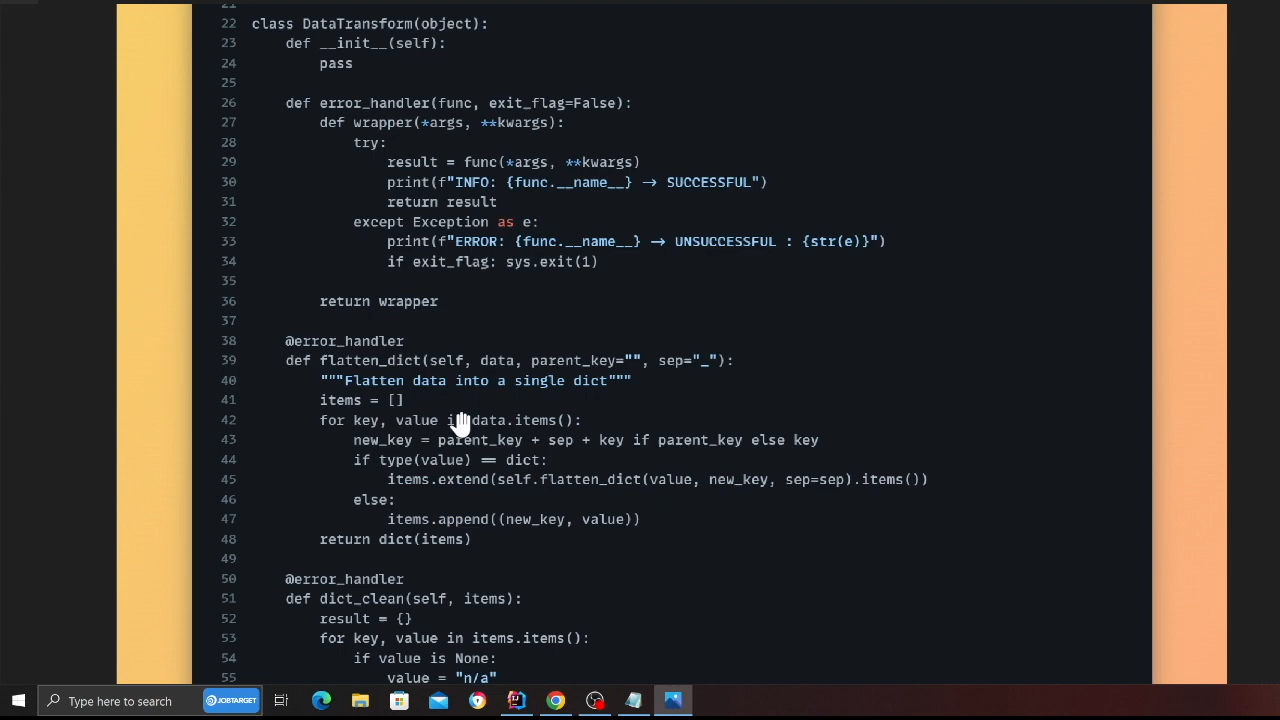 21
22 class DataTransform(object):
23     def __init__(self):
24         pass
25
26     def error_handler(func, exit_flag=False):
27         def wrapper(*args, **kwargs):
28             try:
29                 result = func(*args, **kwargs)
30                 print(f"INFO: {func.__name__} → SUCCESSFUL")
31                 return result
32             except Exception as e:
33                 print(f"ERROR: {func.__name__} → UNSUCCESSFUL : {str(e)}")
34                 if exit_flag: sys.exit(1)
35
36         return wrapper
37
38     @error_handler
39     def flatten_dict(self, data, parent_key="", sep="_"):
40         """Flatten data into a single dict"""
41         items = []
42         for key, value in data.items():
43             new_key = parent_key + sep + key if parent_key else key
44             if type(value) == dict:
45                 items.extend(self.flatten_dict(value, new_key, sep=sep).items())
46             else:
47                 items.append((new_key, value))
48         return dict(items)
49
50     @error_handler
51     def dict_clean(self, items):
52         result = {}
53         for key, value in items.items():
54             if value is None:
55                 value = "n/a"
Type here to search
JOBTARGET